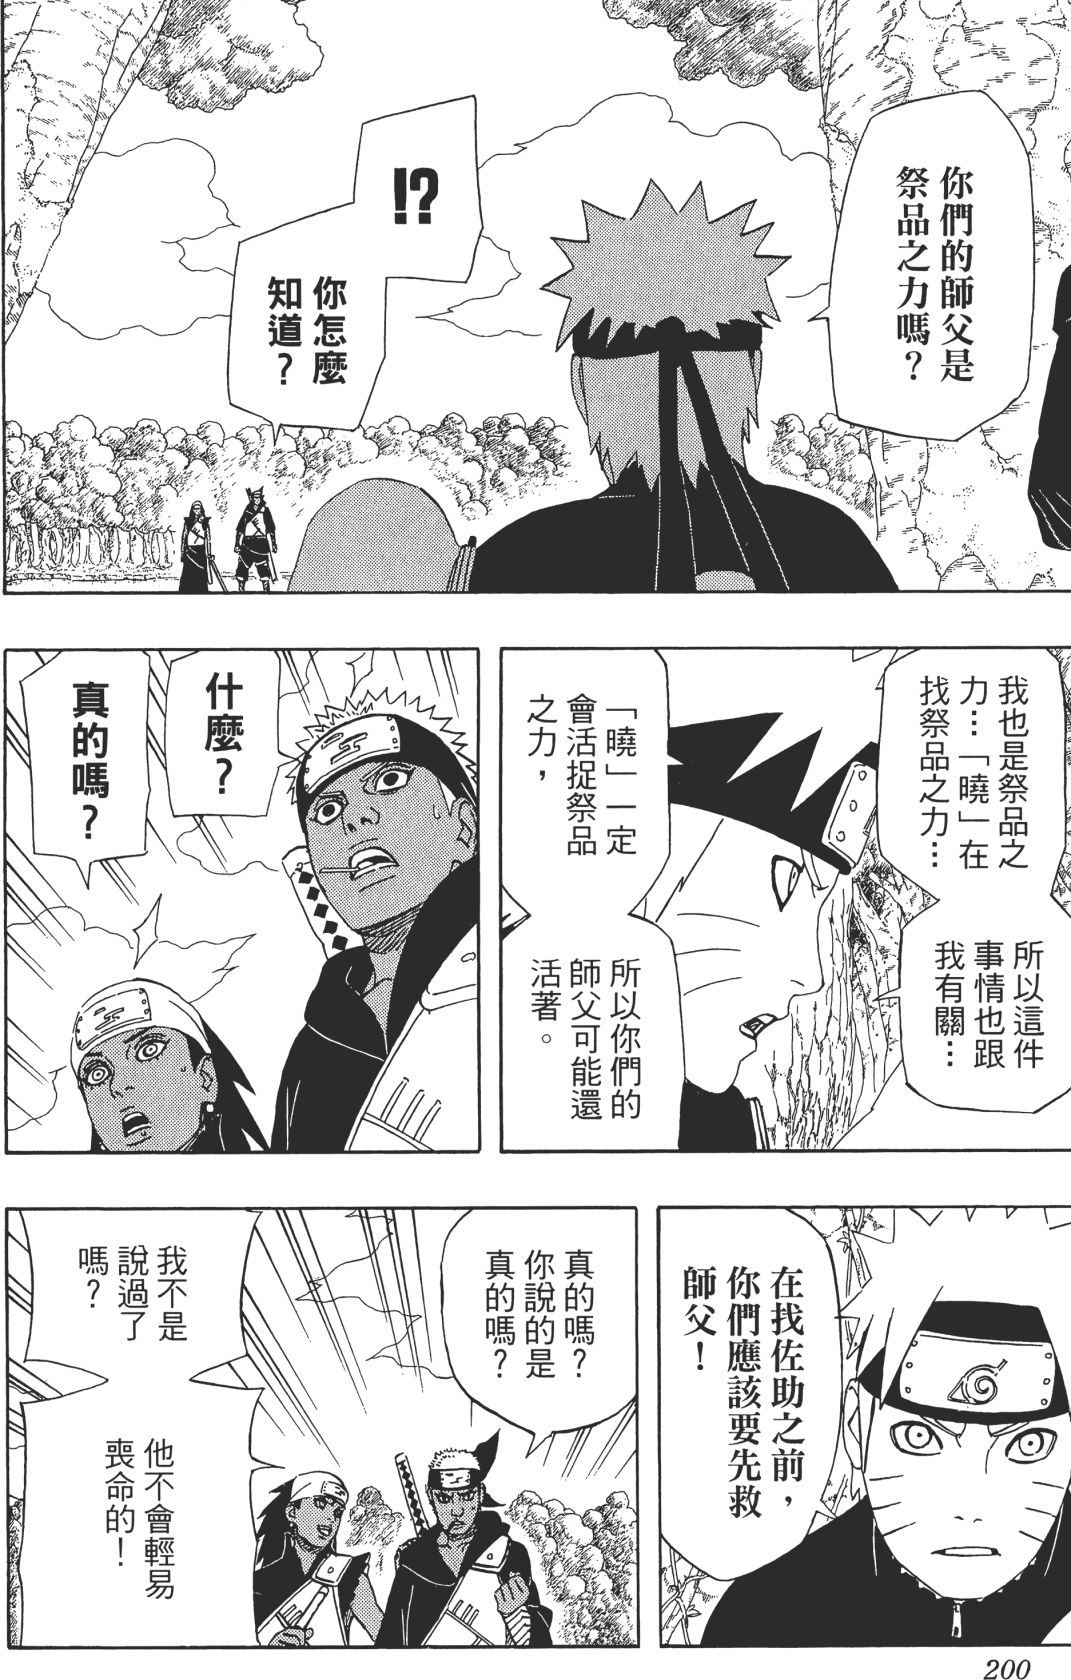 你們的師父是
祭品之力嗎？
!?
你怎麼
知道？
我也是祭品之
力…「曉」在
找祭品之力…
所以這件
事情也跟
我有關…
「曉」一定
會活捉祭品
之力，
所以你們的
師父可能還
活著。
什麼？
真的嗎？
在找佐助之前，
你們應該要先救
師父！
真的嗎？
你說的是
真的嗎？
我不是
說過了
嗎？
他不會輕易
喪命的！
200